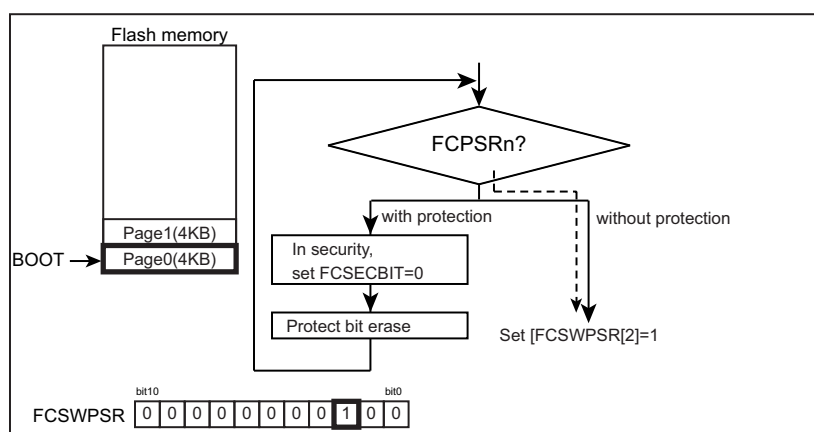 Flash memory
FCPSRn?
with protection
without protection
Page1(4KB)
BOOT
Page0(4KB)
In security,
set FCSECBIT=0
Protect bit erase
Set [FCSWPSR[2]=1
bit10
bit0
FCSWPSR 0 0 0 0 0 0 0 0 1 0 0